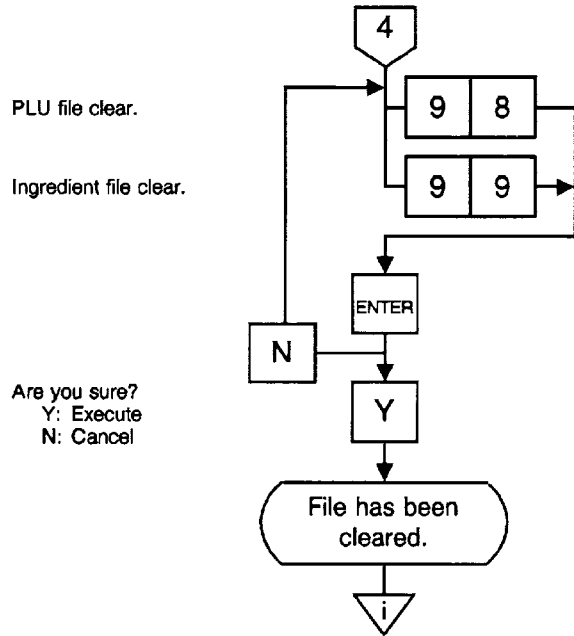 4
PLU file clear.
9 8
Ingredient file clear.
9 9
ENTER
N
Are you sure?
Y: Execute
N: Cancel
Y
File has been
cleared.
i